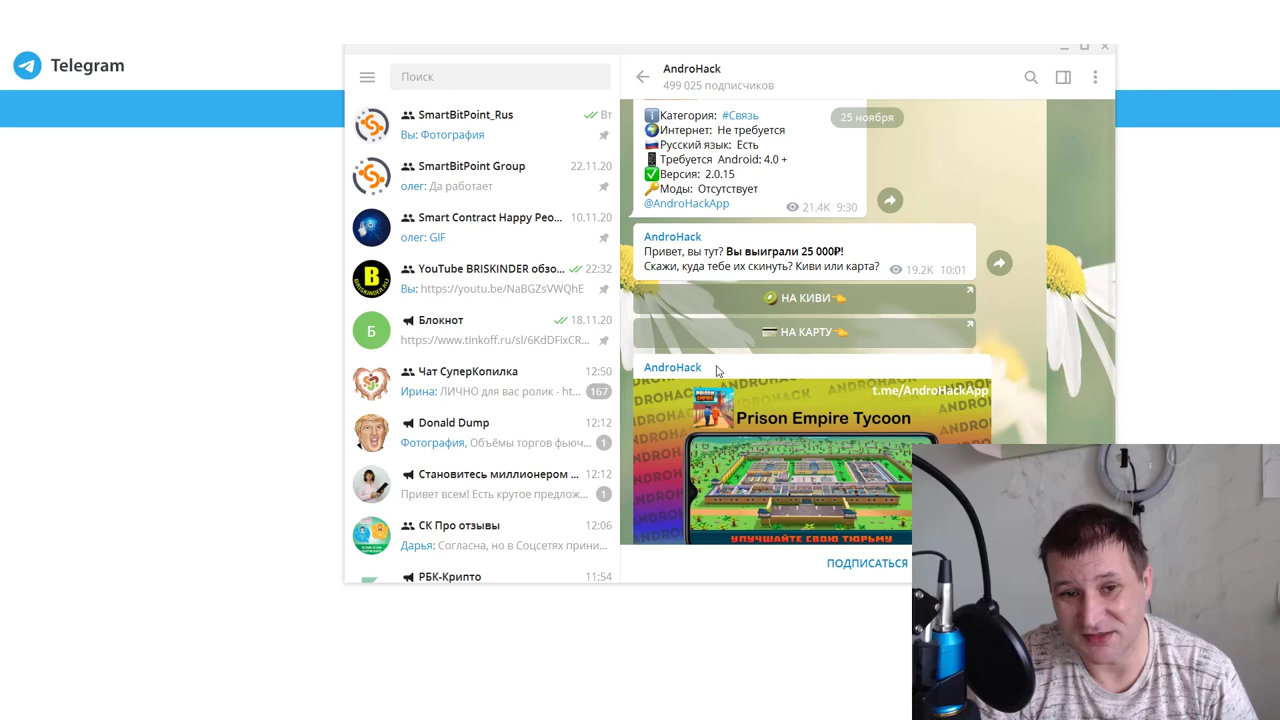 Telegram
Поиск
SmartBitPoint_Rus
Вт
Вы: Фотография
SmartBitPoint Group
22.11.20
олег: Да работает
Smart Contract Happy Peo...
10.11.20
олег: GIF
YouTube BRISKINDER обзо...
22:32
Вы: https://youtu.be/NaBGZsVWQhE
B
BRISKINDER.RU
Б
Блокнот
18.11.20
https://www.tinkoff.ru/sl/6KdDFixCR...
Чат СуперКопилка
12:50
Ирина: ЛИЧНО для вас ролик - ht...
167
Donald Dump
12:12
Фотография, Объёмы торгов фьюч...
1
Становитесь миллионером ...
12:12
Привет всем! Есть крутое предлож...
1
СК Про отзывы
12:06
Дарья: Согласна, но в Соцсетях прини...
РБК-Крипто
11:54
AndroHack
499 025 подписчиков
25 ноября
Категория: #Связь
Интернет: Не требуется
Русский язык: Есть
Требуется Android: 4.0 +
Версия: 2.0.15
Моды: Отсутствует
@AndroHackApp
21.4K 9:30
AndroHack
Привет, вы тут? Вы выиграли 25 000₽!
Скажи, куда тебе их скинуть? Киви или карта?
19.2K 10:01
НА КИВИ
НА КАРТУ
AndroHack
t.me/AndroHackApp
Prison Empire Tycoon
УЛУЧШАЙТЕ СВОЮ ТЮРЬМУ
ПОДПИСАТЬСЯ